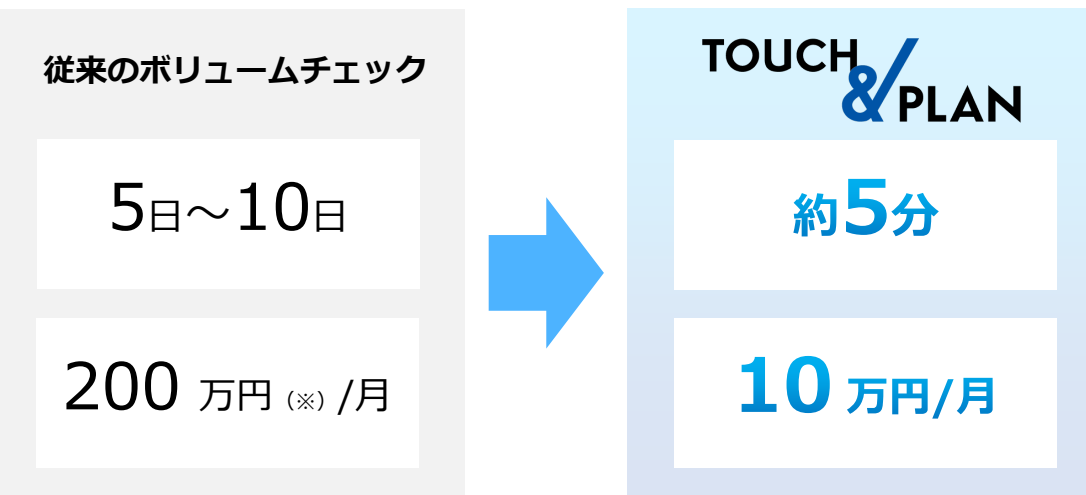 従来のボリュームチェック
5日～10日
200 万円（※）/月
TOUCH
& PLAN
約5分
10 万円/月